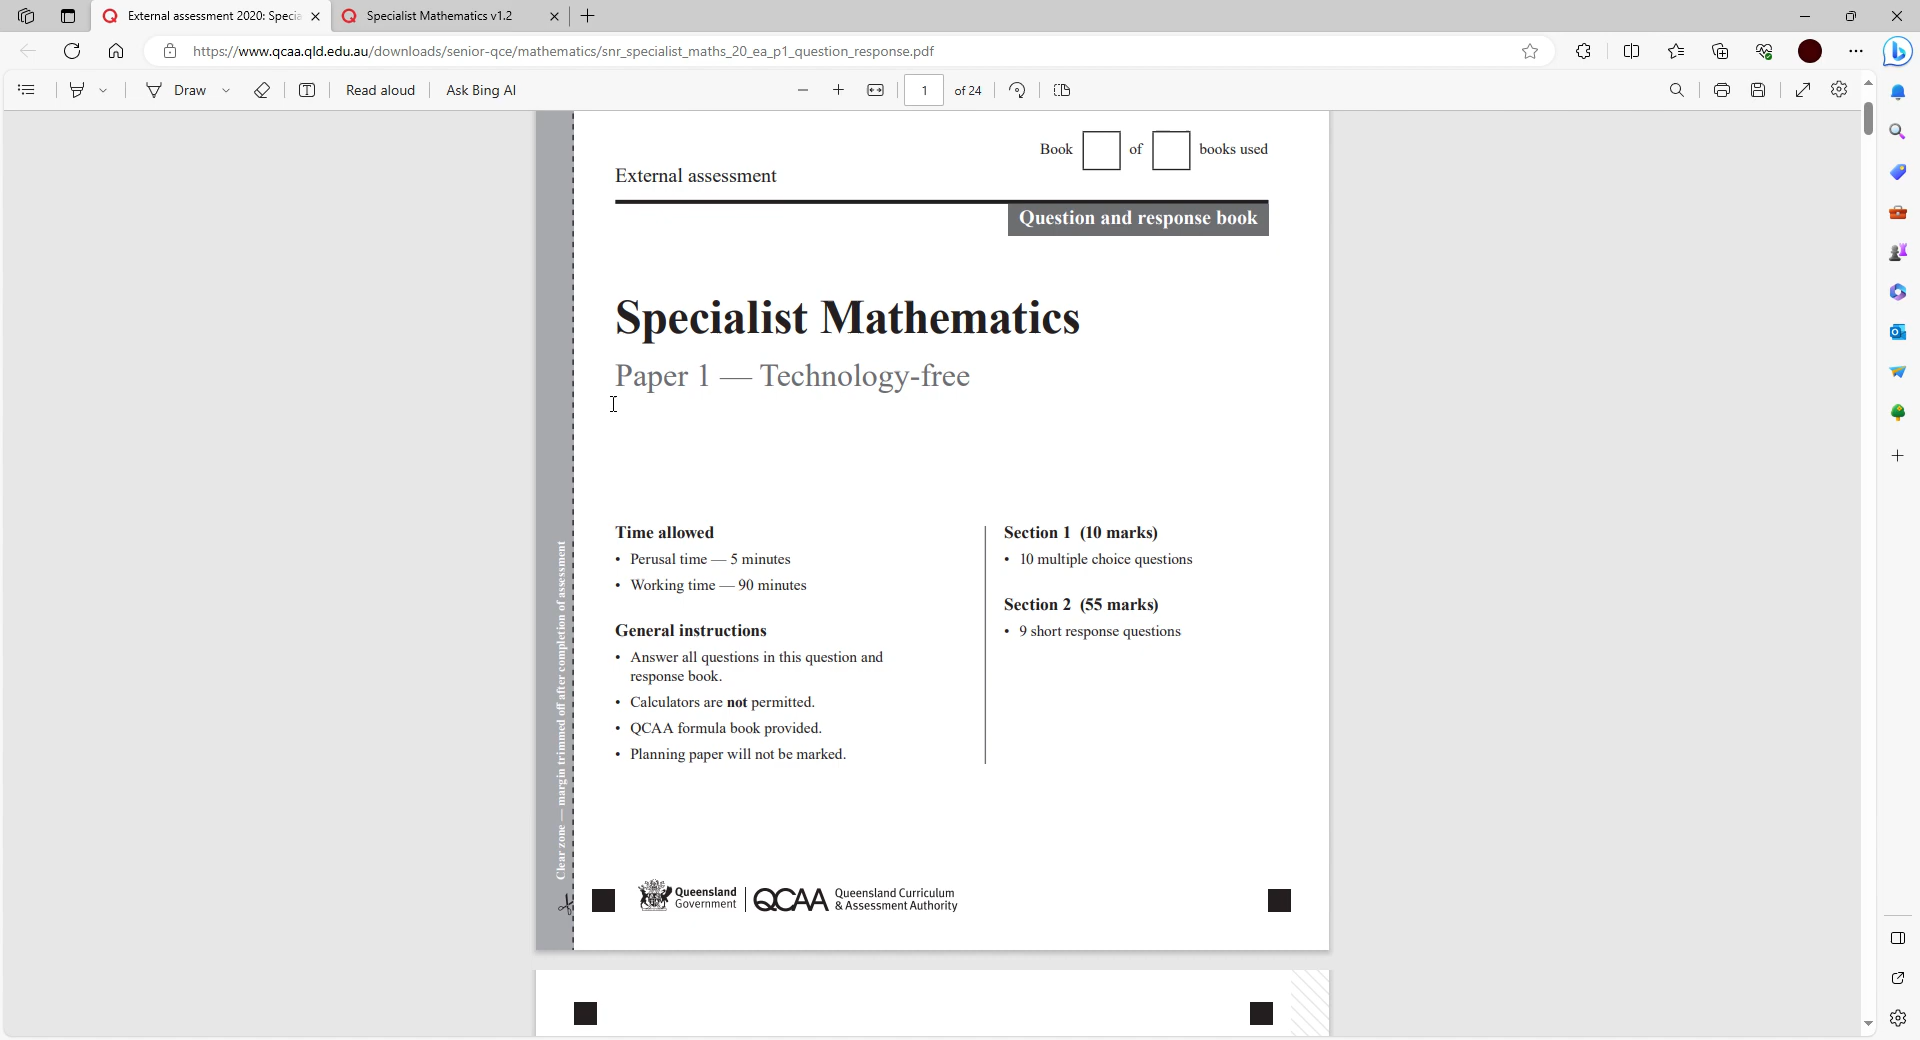 External assessment 2020: Specia
Specialist Mathematics v1.2
https://www.qcaa.qld.edu.au/downloads/senior-qce/mathematics/snr_specialist_maths_20_ea_p1_question_response.pdf
Draw
Read aloud
Ask Bing AI
1
of 24
Book
of
books used
External assessment
Question and response book
Specialist Mathematics
Paper 1 — Technology-free
Time allowed
• Perusal time — 5 minutes
• Working time — 90 minutes
General instructions
• Answer all questions in this question and
response book.
• Calculators are not permitted.
• QCAA formula book provided.
• Planning paper will not be marked.
Section 1 (10 marks)
• 10 multiple choice questions
Section 2 (55 marks)
• 9 short response questions
Clear zone — margin trimmed off after completion of assessment
Queensland
Government
QCAA
Queensland Curriculum
& Assessment Authority